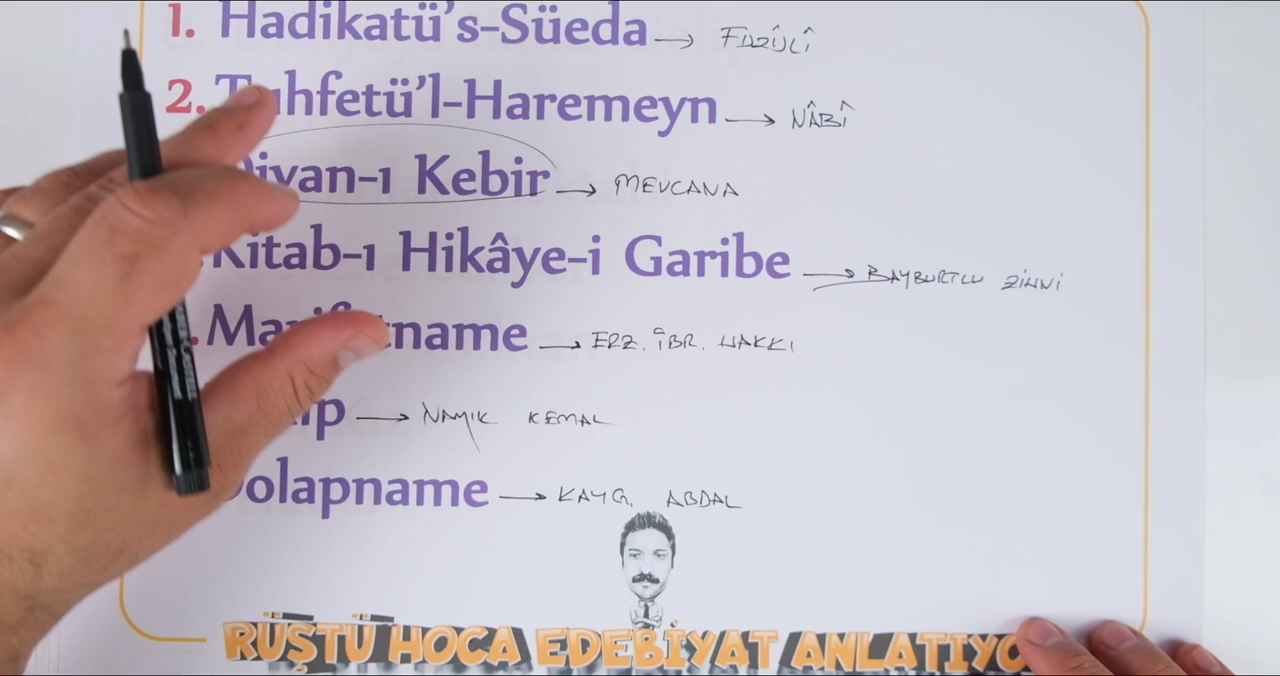 1. Hadikatü's-Süeda → FUZÛLÎ
2. Tuhfetü'l-Haremeyn → NÂBÎ
Divan-ı Kebir → MEVLANA
Kitab-ı Hikâye-i Garibe → BAYBURTLU ZİHNİ
Marifetname → ERZ. İBR. HAKKI
→ NAMIK KEMAL
Dolapname → KAYG. ABDAL
RÜŞTÜ HOCA EDEBİYAT ANLATIYO